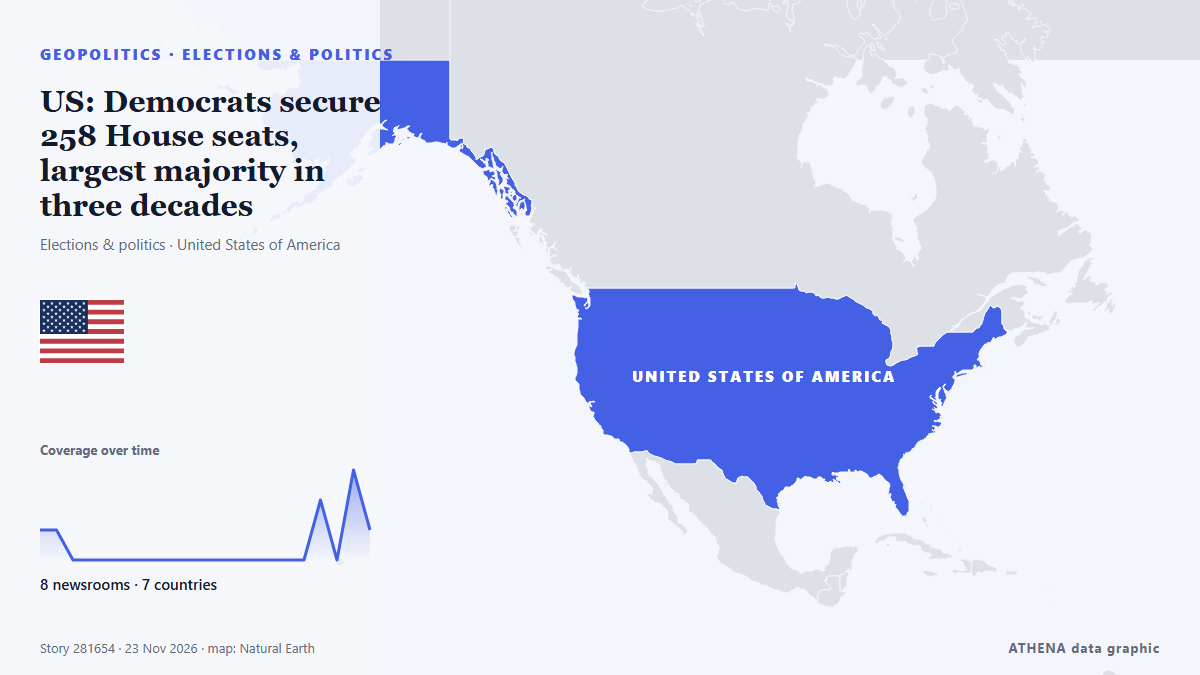 GEOPOLITICS · ELECTIONS & POLITICS
US: Democrats secure
258 House seats,
largest majority in
three decades
Elections & politics · United States of America
UNITED STATES OF AMERICA
Coverage over time
8 newsrooms · 7 countries
Story 281654 · 23 Nov 2026 · map: Natural Earth
ATHENA data graphic